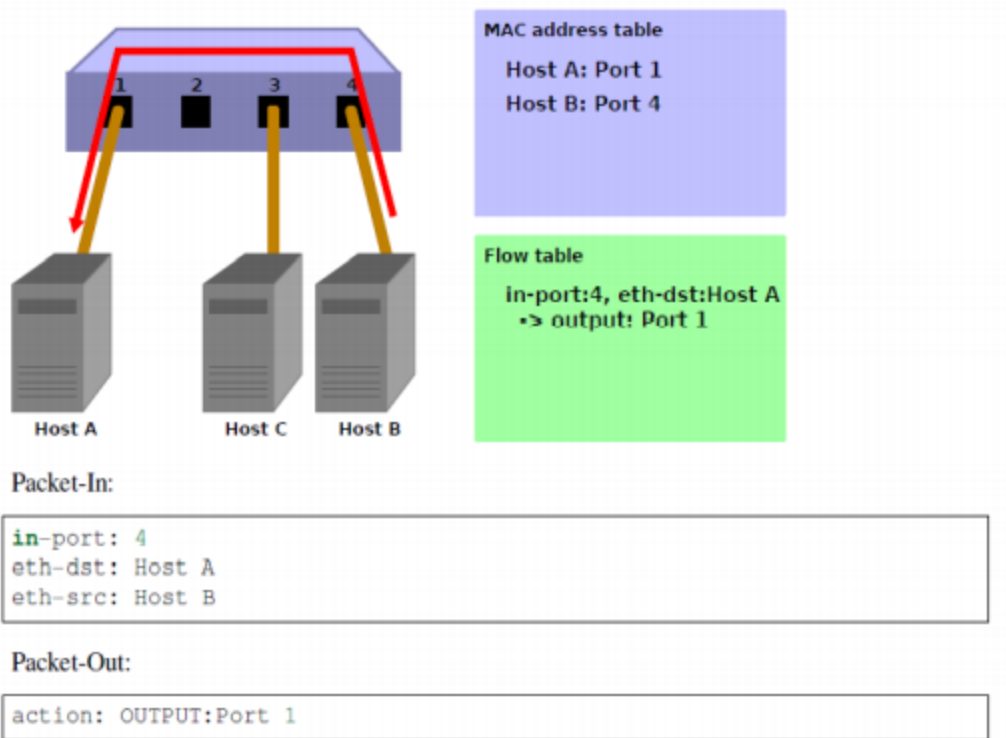 1 2 3 4
Host A
Host C
Host B
MAC address table
Host A: Port 1
Host B: Port 4
Flow table
in-port:4, eth-dst:Host A
-> output: Port 1
Packet-In:
in-port: 4
eth-dst: Host A
eth-src: Host B
Packet-Out:
action: OUTPUT:Port 1